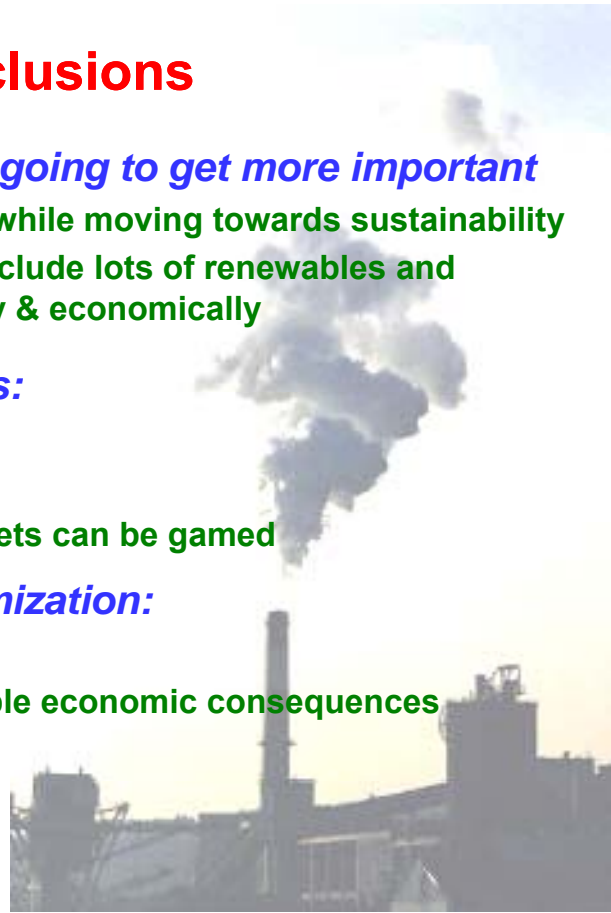 clusions
going to get more important
while moving towards sustainability
clude lots of renewables and
y & economically
s:
ets can be gamed
nization:
ble economic consequences